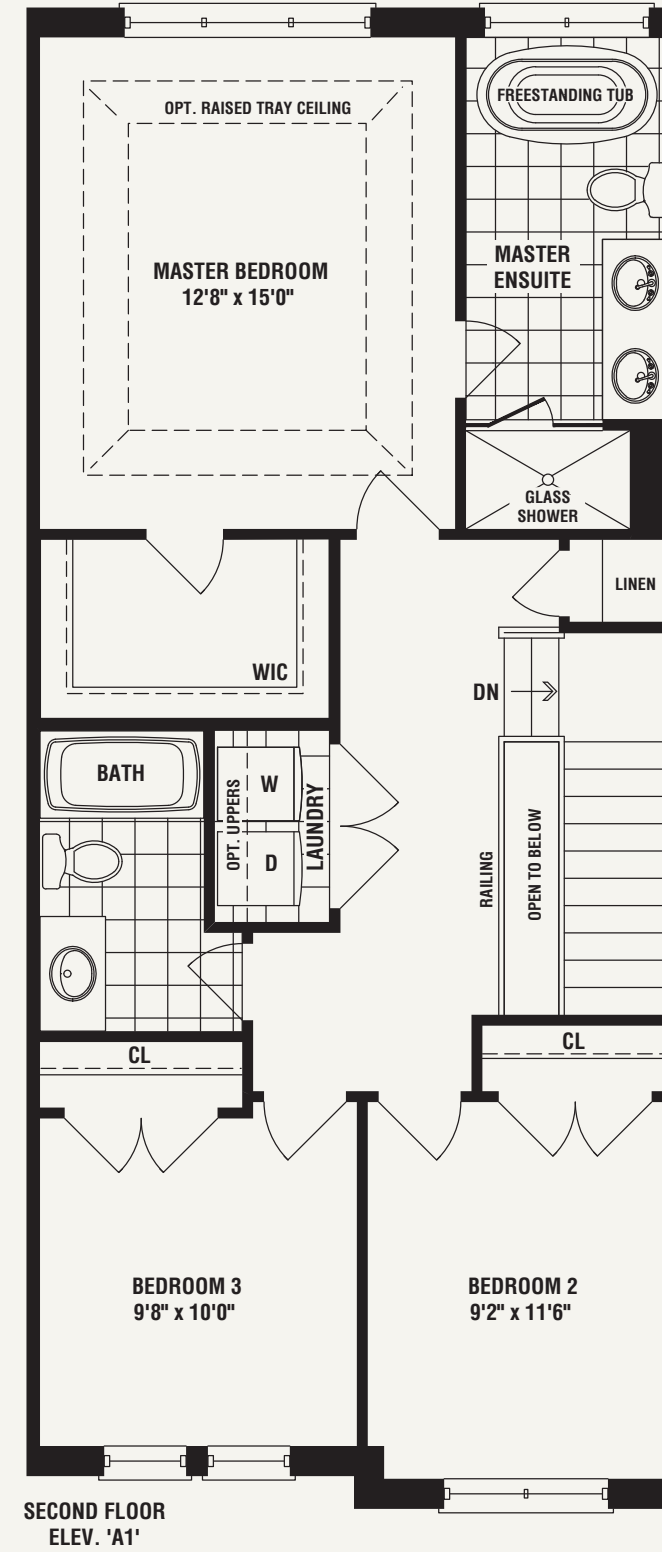 OPT. RAISED TRAY CEILING
FREESTANDING TUB
MASTER BEDROOM
12'8" x 15'0"
MASTER
ENSUITE
GLASS
SHOWER
LINEN
WIC
DN
BATH
OPT. UPPERS
W
D
LAUNDRY
RAILING
OPEN TO BELOW
CL
CL
BEDROOM 3
9'8" x 10'0"
BEDROOM 2
9'2" x 11'6"
SECOND FLOOR
ELEV. 'A1'